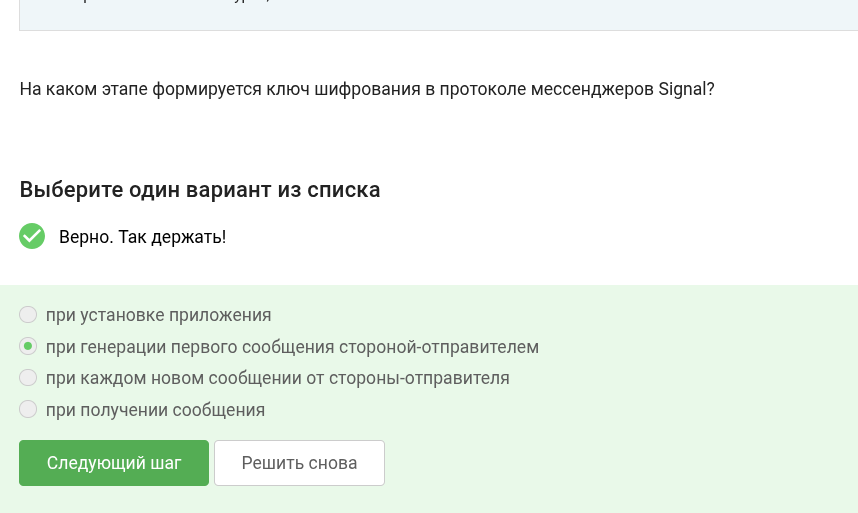 На каком этапе формируется ключ шифрования в протоколе мессенджеров Signal?
Выберите один вариант из списка
Верно. Так держать!
при установке приложения
при генерации первого сообщения стороной-отправителем
при каждом новом сообщении от стороны-отправителя
при получении сообщения
Следующий шаг
Решить снова